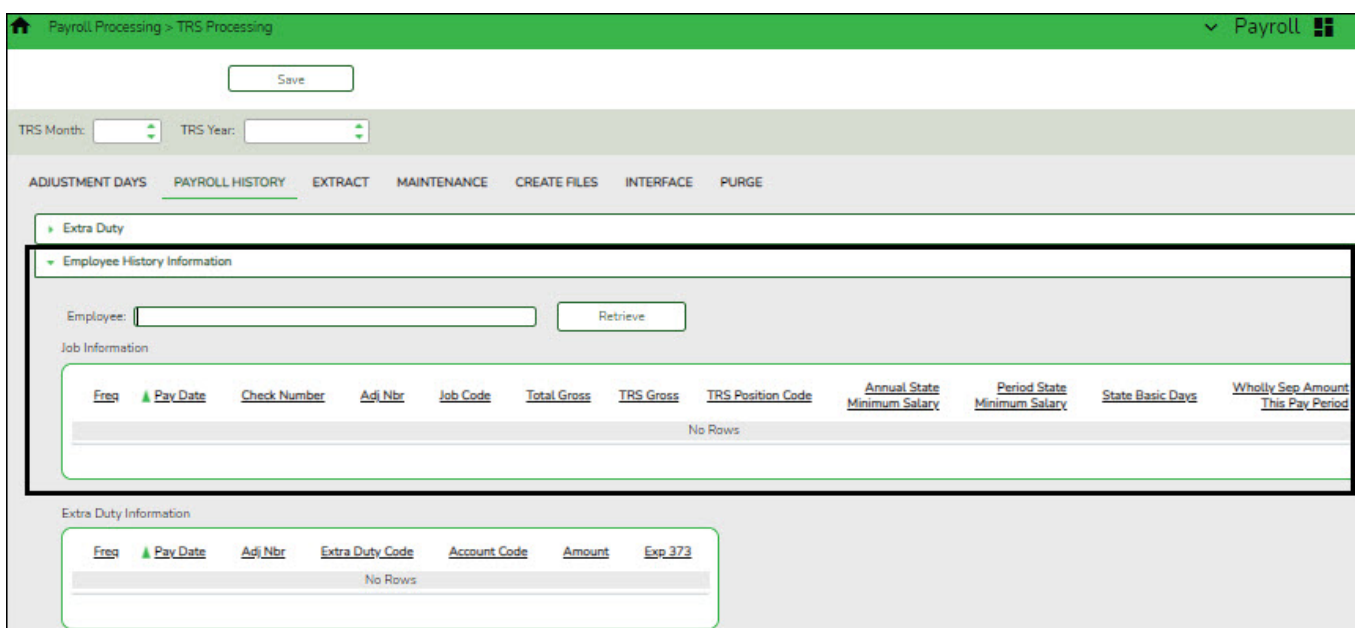 Payroll Processing > TRS Processing
Payroll
Save
TRS Month:
TRS Year:
ADJUSTMENT DAYS PAYROLL HISTORY EXTRACT MAINTENANCE CREATE FILES INTERFACE PURGE
Extra Duty
Employee History Information
Employee:
Retrieve
Job Information
Freq Pay Date Check Number Adj Nbr Job Code Total Gross TRS Gross TRS Position Code Annual State Minimum Salary Period State Minimum Salary State Basic Days Wholly Sep Amount This Pay Period
No Rows
Extra Duty Information
Freq Pay Date Adj Nbr Extra Duty Code Account Code Amount Exp 373
No Rows